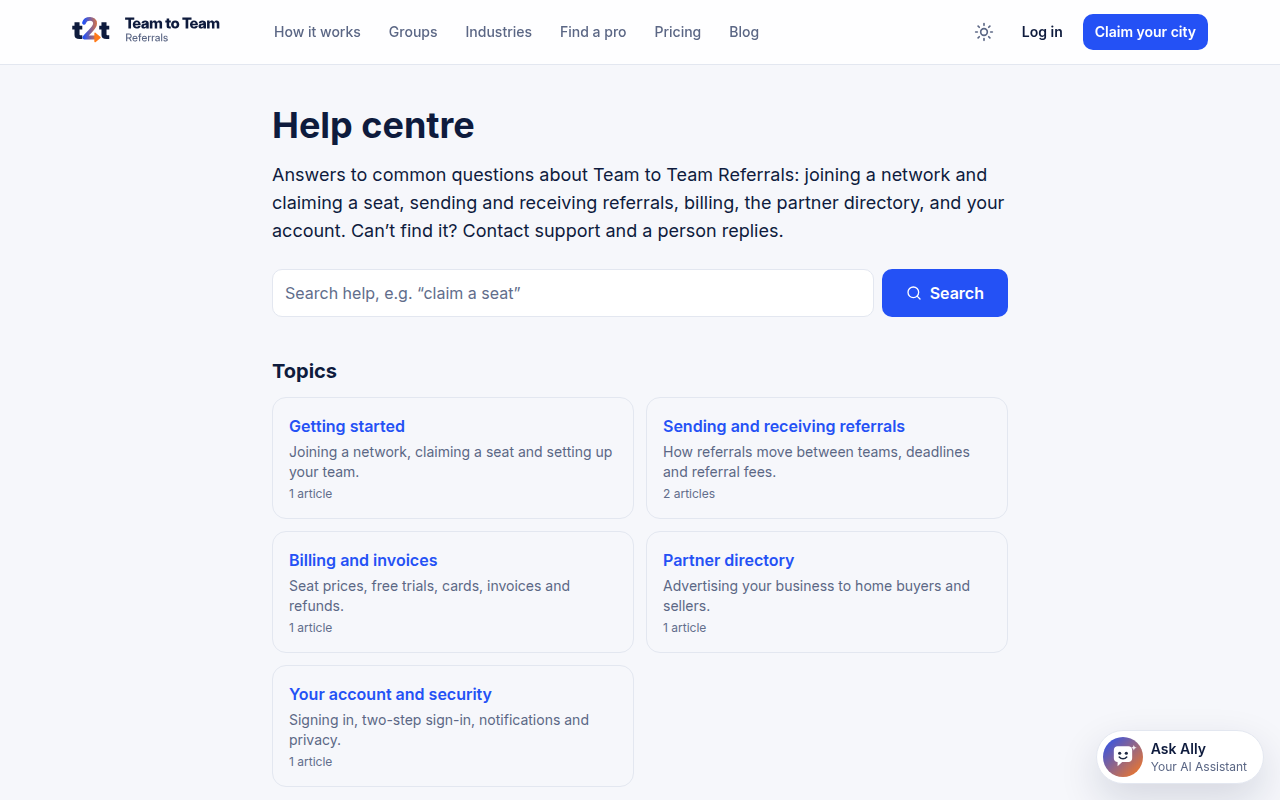 t2t
Team to Team
Referrals
How it works
Groups
Industries
Find a pro
Pricing
Blog
Log in
Claim your city
Help centre
Answers to common questions about Team to Team Referrals: joining a network and
claiming a seat, sending and receiving referrals, billing, the partner directory, and your
account. Can’t find it? Contact support and a person replies.
Search help, e.g. “claim a seat”
Search
Topics
Getting started
Joining a network, claiming a seat and setting up
your team.
1 article
Sending and receiving referrals
How referrals move between teams, deadlines
and referral fees.
2 articles
Billing and invoices
Seat prices, free trials, cards, invoices and
refunds.
1 article
Partner directory
Advertising your business to home buyers and
sellers.
1 article
Your account and security
Signing in, two-step sign-in, notifications and
privacy.
1 article
Ask Ally
Your AI Assistant